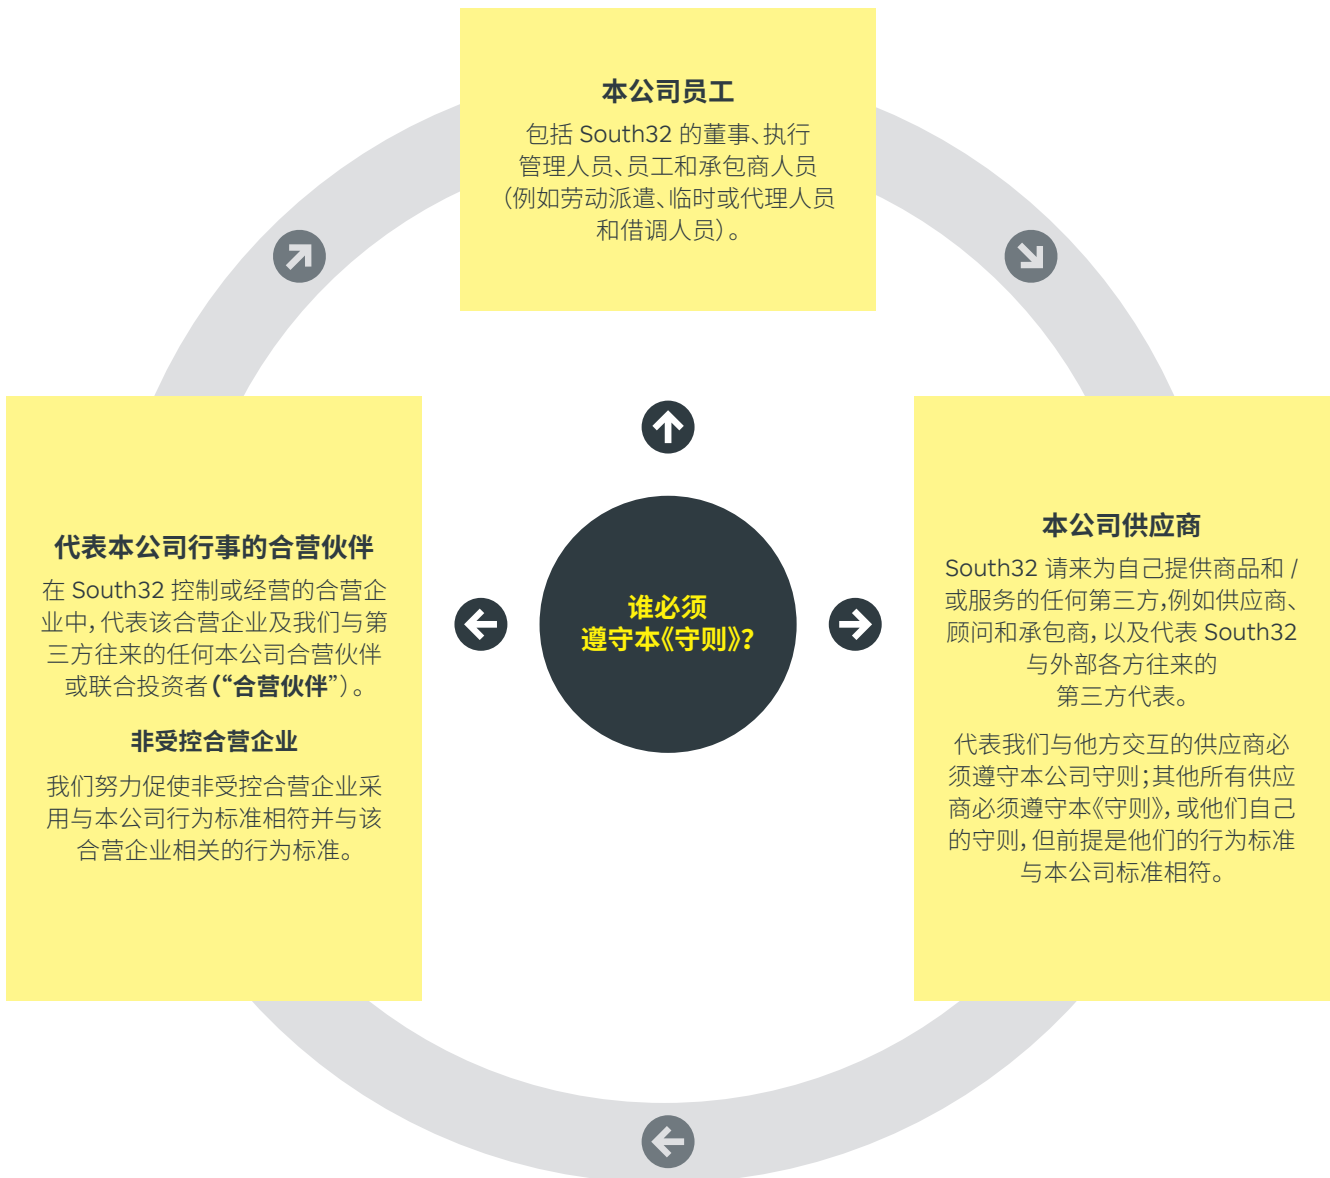 本公司员工
包括 South32 的董事、执行
管理人员、员工和承包商人员
（例如劳动派遣、临时或代理人员
和借调人员）。
代表本公司行事的合营伙伴
在 South32 控制或经营的合营企
业中，代表该合营企业及我们与第
三方往来的任何本公司合营伙伴
或联合投资者（“合营伙伴”）。
非受控合营企业
我们努力促使非受控合营企业采
用与本公司行为标准相符并与该
合营企业相关的行为标准。
谁必须
遵守本《守则》？
本公司供应商
South32 请来为自己提供商品和 /
或服务的任何第三方，例如供应商、
顾问和承包商，以及代表 South32
与外部各方往来的
第三方代表。
代表我们与他方交互的供应商必
须遵守本公司守则；其他所有供应
商必须遵守本《守则》，或他们自己
的守则，但前提是他们的行为标准
与本公司标准相符。